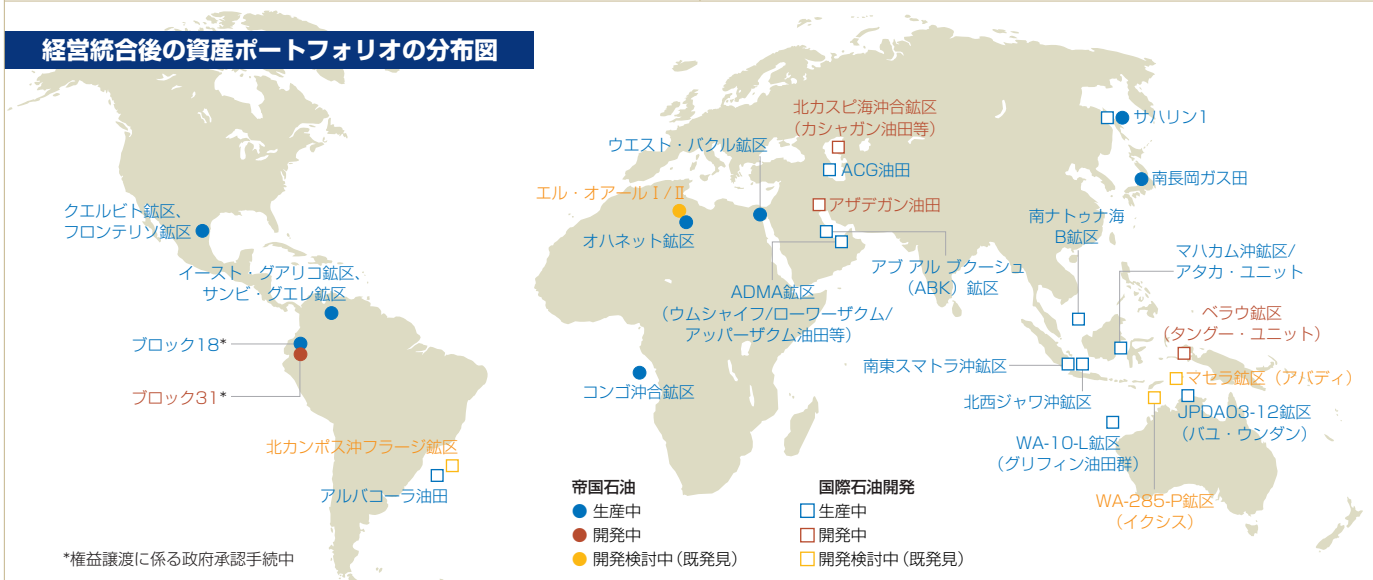 経営統合後の資産ポートフォリオの分布図
北カスピ海沖合鉱区
（カシャガン油田等）
サハリン1
ウエスト・バクル鉱区
ACG油田
南長岡ガス田
エル・オアールⅠ/Ⅱ
アザデガン油田
クエルビト鉱区、
フロンテリソ鉱区
オハネット鉱区
南ナトゥナ海
B鉱区
マハカム沖鉱区/
アタカ・ユニット
イースト・グアリコ鉱区、
サンビ・グエレ鉱区
アブ アル ブクーシュ
（ABK）鉱区
ADMA鉱区
（ウムシャイフ/ローワーザクム/
アッパーザクム油田等）
ベラウ鉱区
（タングー・ユニット）
ブロック18*
南東スマトラ沖鉱区
マセラ鉱区（アバディ）
ブロック31*
コンゴ沖合鉱区
北西ジャワ沖鉱区
JPDA03-12鉱区
（バユ・ウンダン）
北カンポス沖フラージ鉱区
WA-10-L鉱区
（グリフィン油田群）
アルバコーラ油田
WA-285-P鉱区
（イクシス）
帝国石油
生産中
開発中
開発検討中（既発見）
国際石油開発
生産中
開発中
開発検討中（既発見）
*権益譲渡に係る政府承認手続中